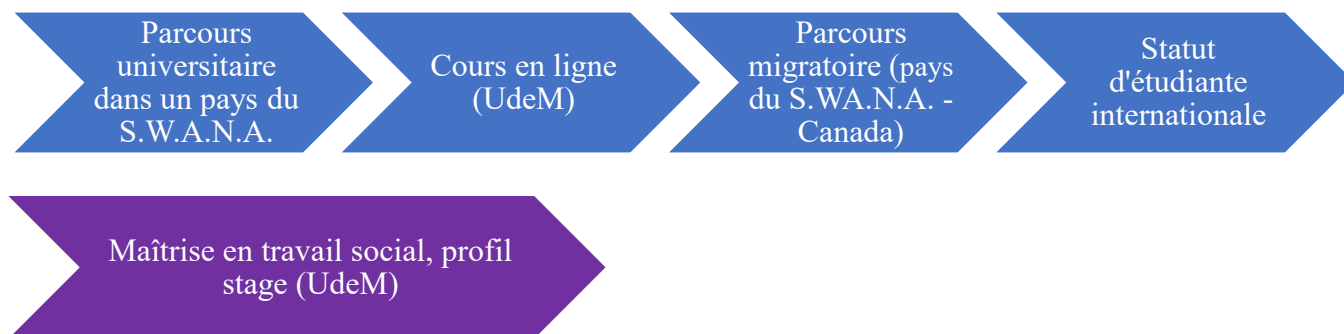 Parcours
universitaire
dans un pays du
S.W.A.N.A.
Cours en ligne
(UdeM)
Parcours
migratoire (pays
du S.WA.N.A. -
Canada)
Statut
d'étudiante
internationale
Maîtrise en travail social, profil
stage (UdeM)